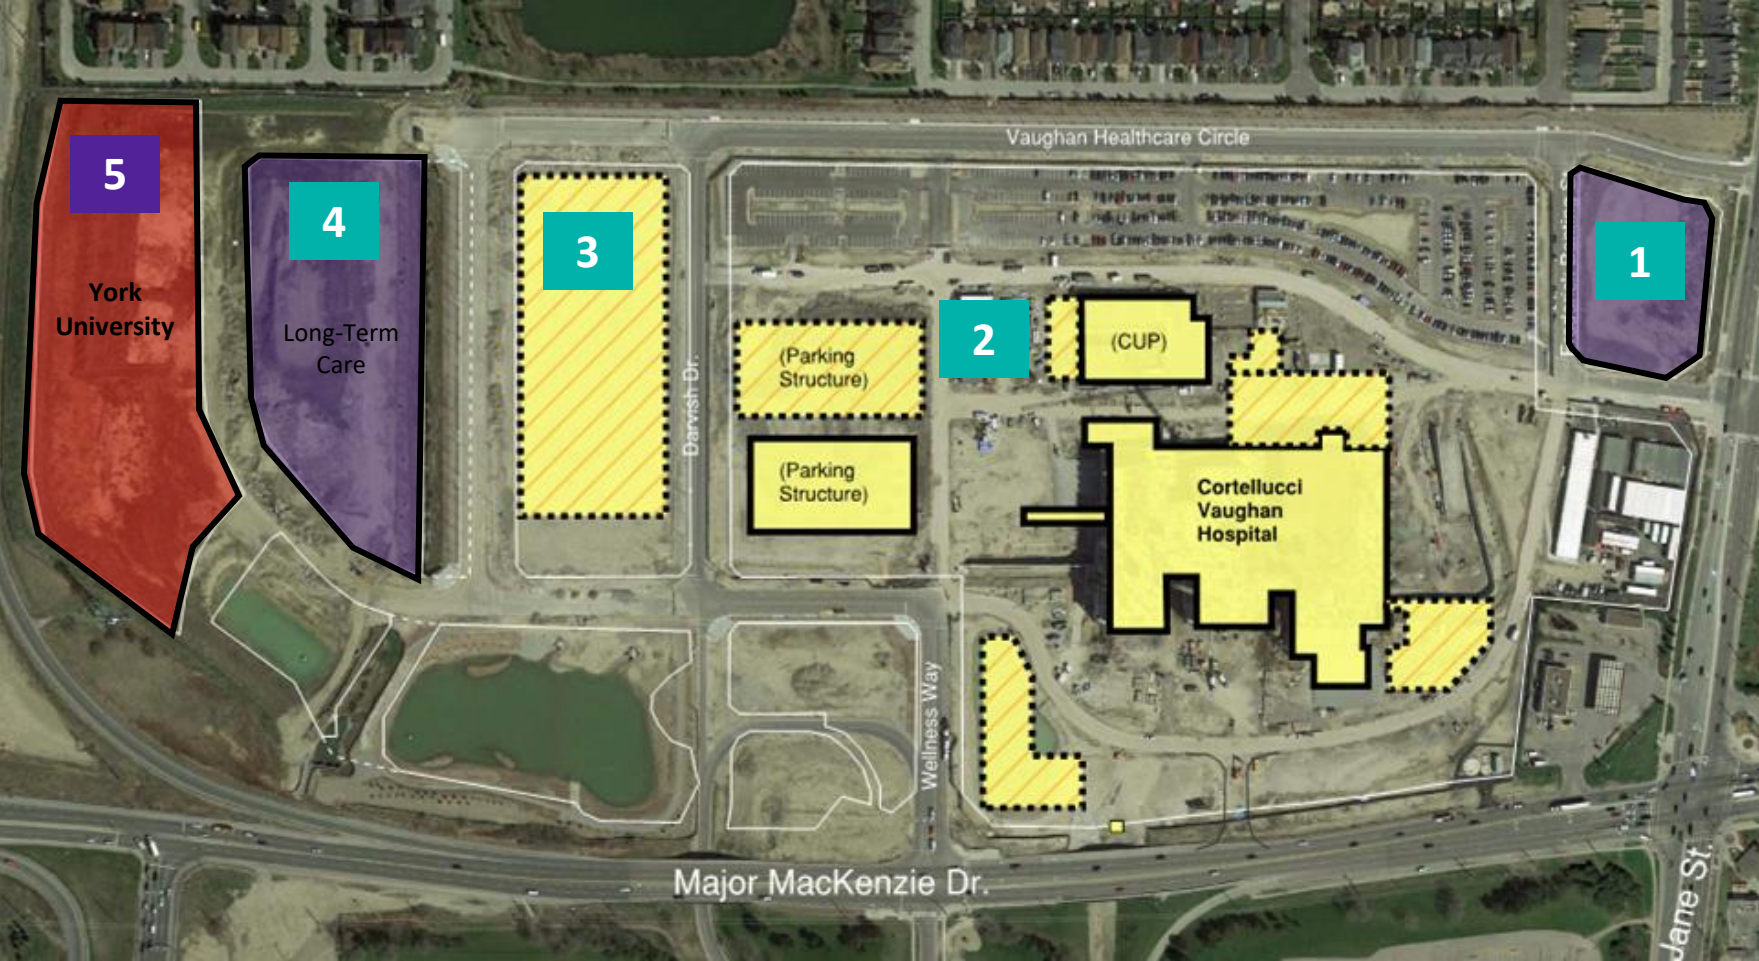 Vaughan Healthcare Circle
5
York
University
4
Long-Term
Care
3
Darvish Dr.
(Parking
Structure)
(Parking
Structure)
2
(CUP)
1
Cortellucci
Vaughan
Hospital
Wellness Way
Major MacKenzie Dr.
Jane St.